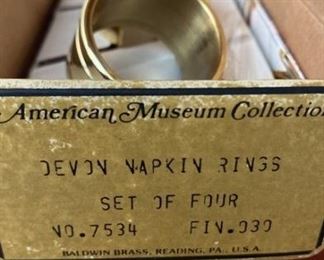 American Museum Collection
DEVON NAPKIN RINGS
SET OF FOUR
NO.7534 FIN.030
BALDWIN BRASS, READING, PA., U.S.A.